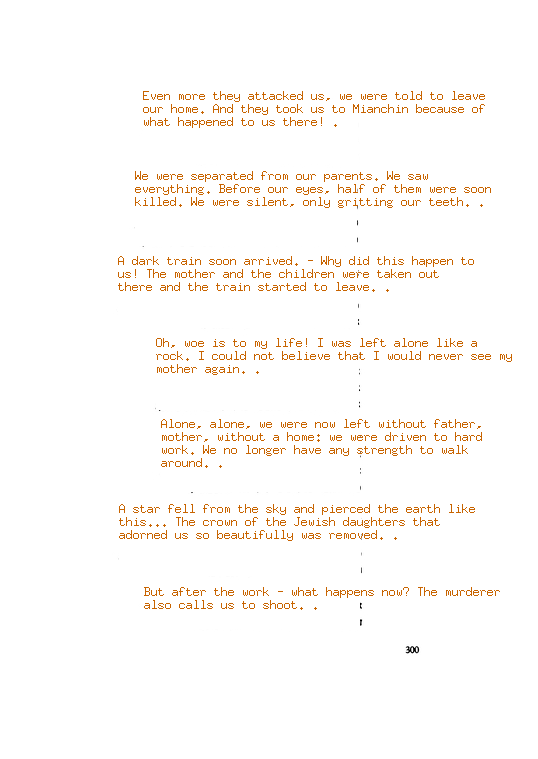 Even more they attacked us, we were told to leave
our home. And they took us to Mianchin because of
what happened to us there! .
We were separated from our parents. We saw
everything. Before our eyes, half of them were soon
killed. We were silent, only gritting our teeth. .
A dark train soon arrived. - Why did this happen to
us! The mother and the children were taken out
there and the train started to leave. .
Oh, woe is to my life! I was left alone like a
rock. I could not believe that I would never see my
mother again. .
Alone, alone, we were now left without father,
mother, without a home: we were driven to hard
work. We no longer have any strength to walk
around. .
A star fell from the sky and pierced the earth like
this... The crown of the Jewish daughters that
adorned us so beautifully was removed. .
But after the work - what happens now? The murderer
also calls us to shoot. .
300